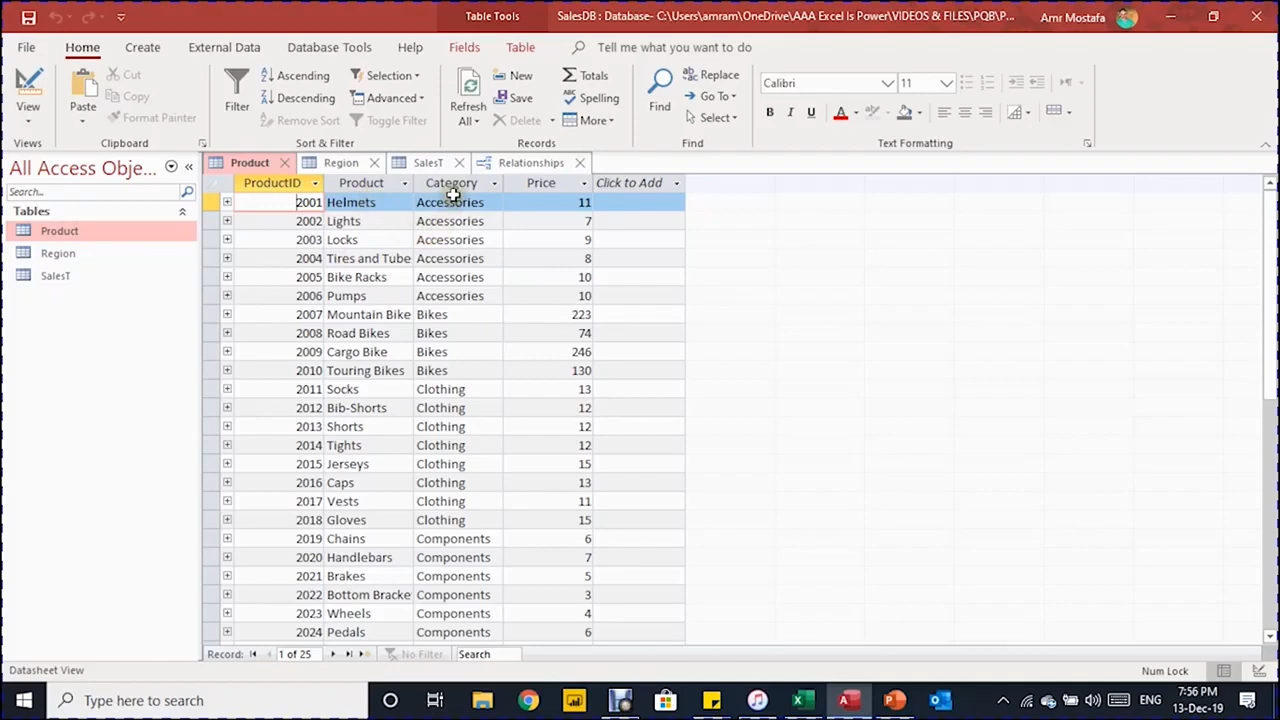 Table Tools
SalesDB : Database- C:\Users\amram\OneDrive\AAA Excel Is Power\VIDEOS & FILES\PQB\P...
Amr Mostafa
File Home Create External Data Database Tools Help Fields Table Tell me what you want to do
View
Views
Paste
Cut
Copy
Format Painter
Clipboard
Filter
Ascending
Descending
Remove Sort
Selection
Advanced
Toggle Filter
Sort & Filter
Refresh
All
New
Save
Delete
Totals
Spelling
More
Records
Find
Replace
Go To
Select
Find
Calibri 11
B I U A
Text Formatting
All Access Obje...
Search...
Tables
Product
Region
SalesT
Product Region SalesT Relationships
ProductID Product Category Price Click to Add
2001 Helmets Accessories 11
2002 Lights Accessories 7
2003 Locks Accessories 9
2004 Tires and Tube Accessories 8
2005 Bike Racks Accessories 10
2006 Pumps Accessories 10
2007 Mountain Bike Bikes 223
2008 Road Bikes Bikes 74
2009 Cargo Bike Bikes 246
2010 Touring Bikes Bikes 130
2011 Socks Clothing 13
2012 Bib-Shorts Clothing 12
2013 Shorts Clothing 12
2014 Tights Clothing 12
2015 Jerseys Clothing 15
2016 Caps Clothing 13
2017 Vests Clothing 11
2018 Gloves Clothing 15
2019 Chains Components 6
2020 Handlebars Components 7
2021 Brakes Components 5
2022 Bottom Bracke Components 3
2023 Wheels Components 4
2024 Pedals Components 6
Record: 1 of 25 No Filter Search
Datasheet View
Num Lock
Type here to search
ENG
7:56 PM
13-Dec-19